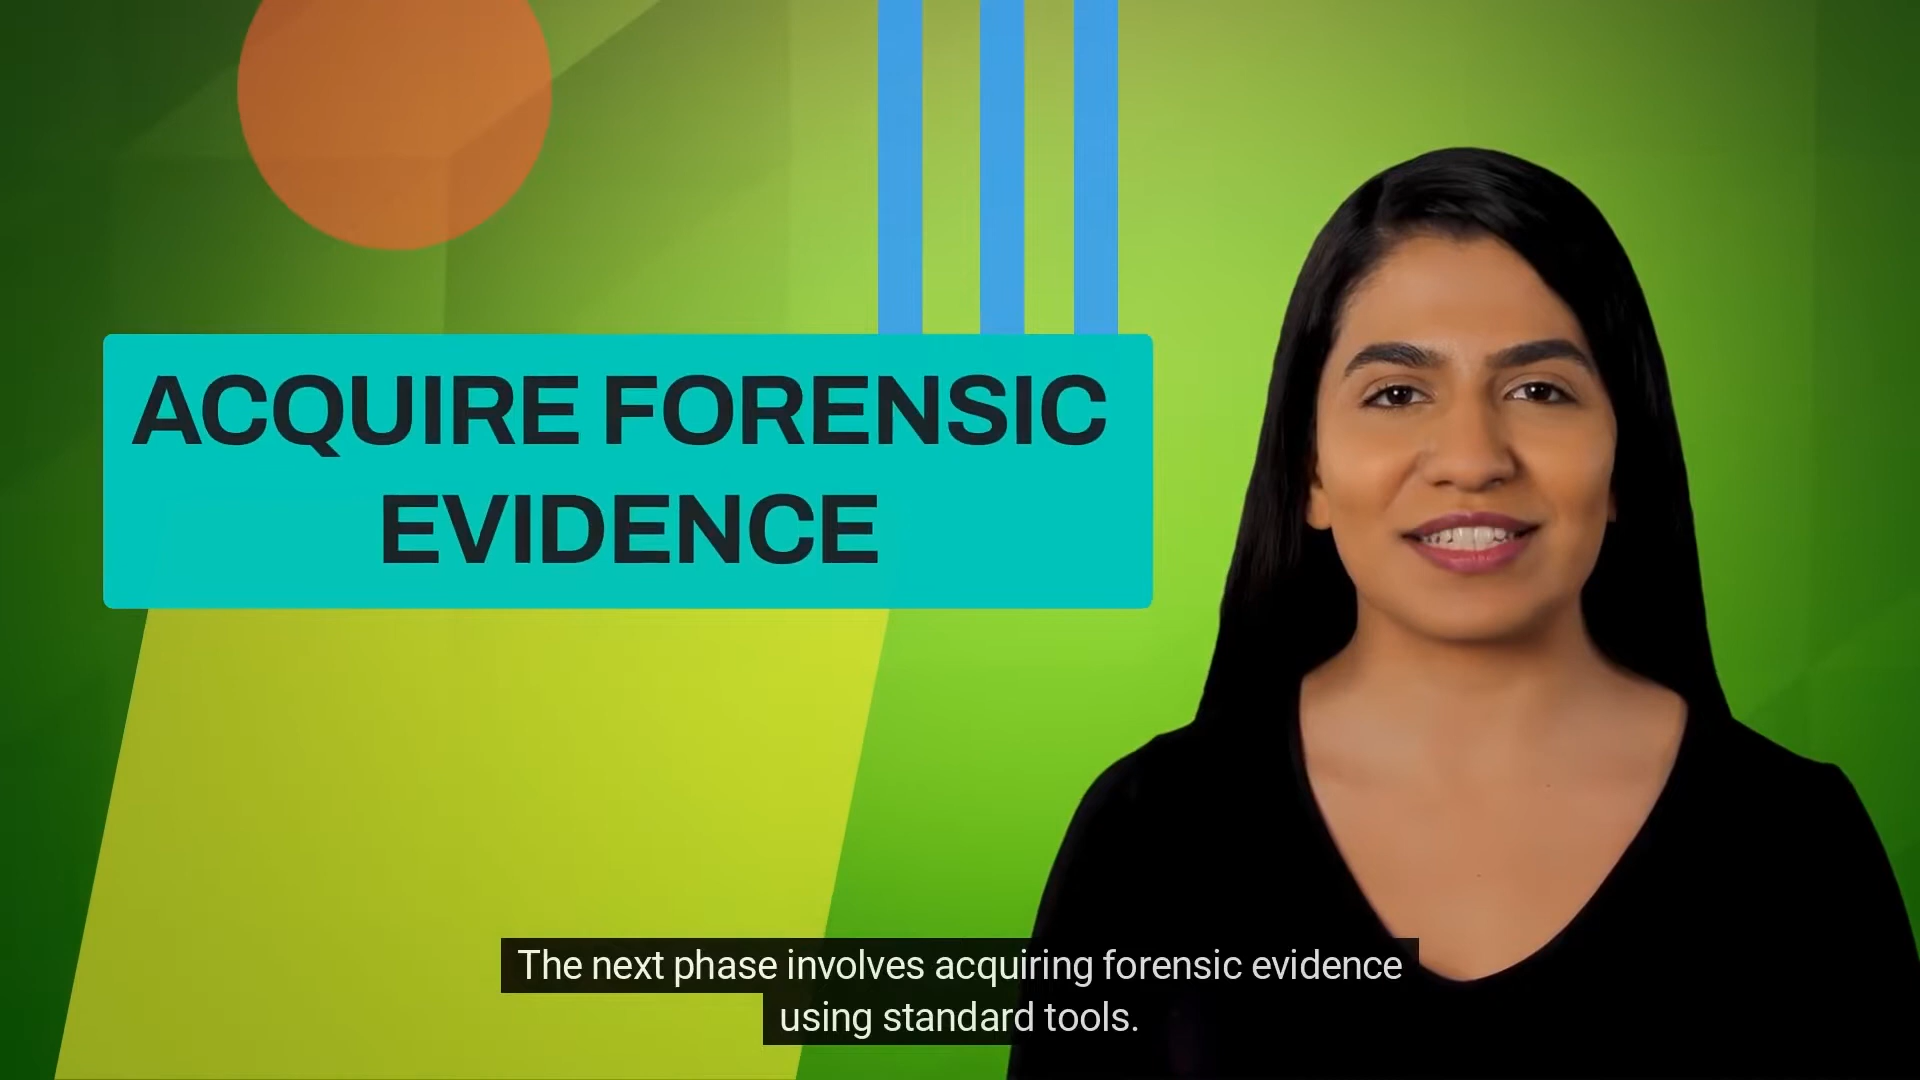 ACQUIRE FORENSIC
EVIDENCE
The next phase involves acquiring forensic evidence
using standard tools.